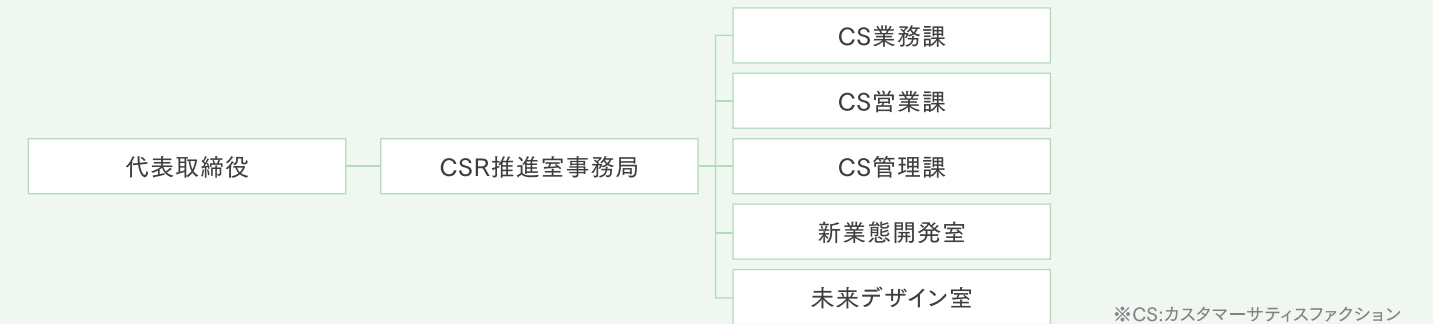 代表取締役
CSR推進室事務局
CS業務課
CS営業課
CS管理課
新業態開発室
未来デザイン室
※CS:カスタマーサティスファクション